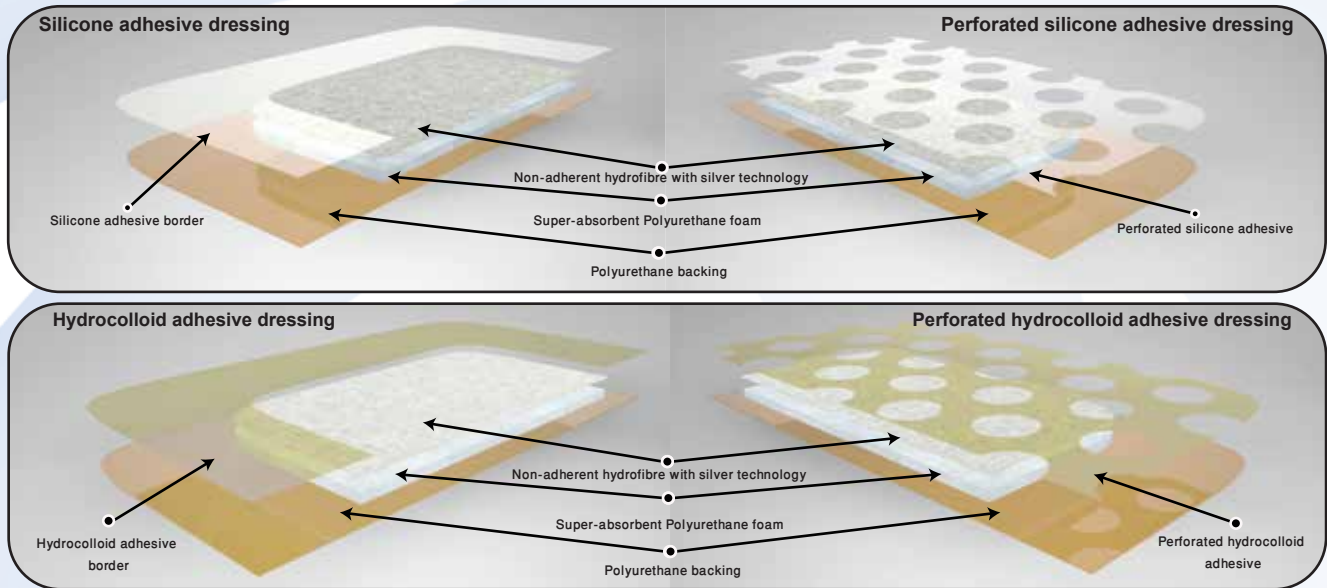 Silicone adhesive dressing
Perforated silicone adhesive dressing
Non-adherent hydrofibre with silver technology
Silicone adhesive border
Super-absorbent Polyurethane foam
Perforated silicone adhesive
Polyurethane backing
Hydrocolloid adhesive dressing
Perforated hydrocolloid adhesive dressing
Non-adherent hydrofibre with silver technology
Super-absorbent Polyurethane foam
Hydrocolloid adhesive
border
Perforated hydrocolloid
adhesive
Polyurethane backing